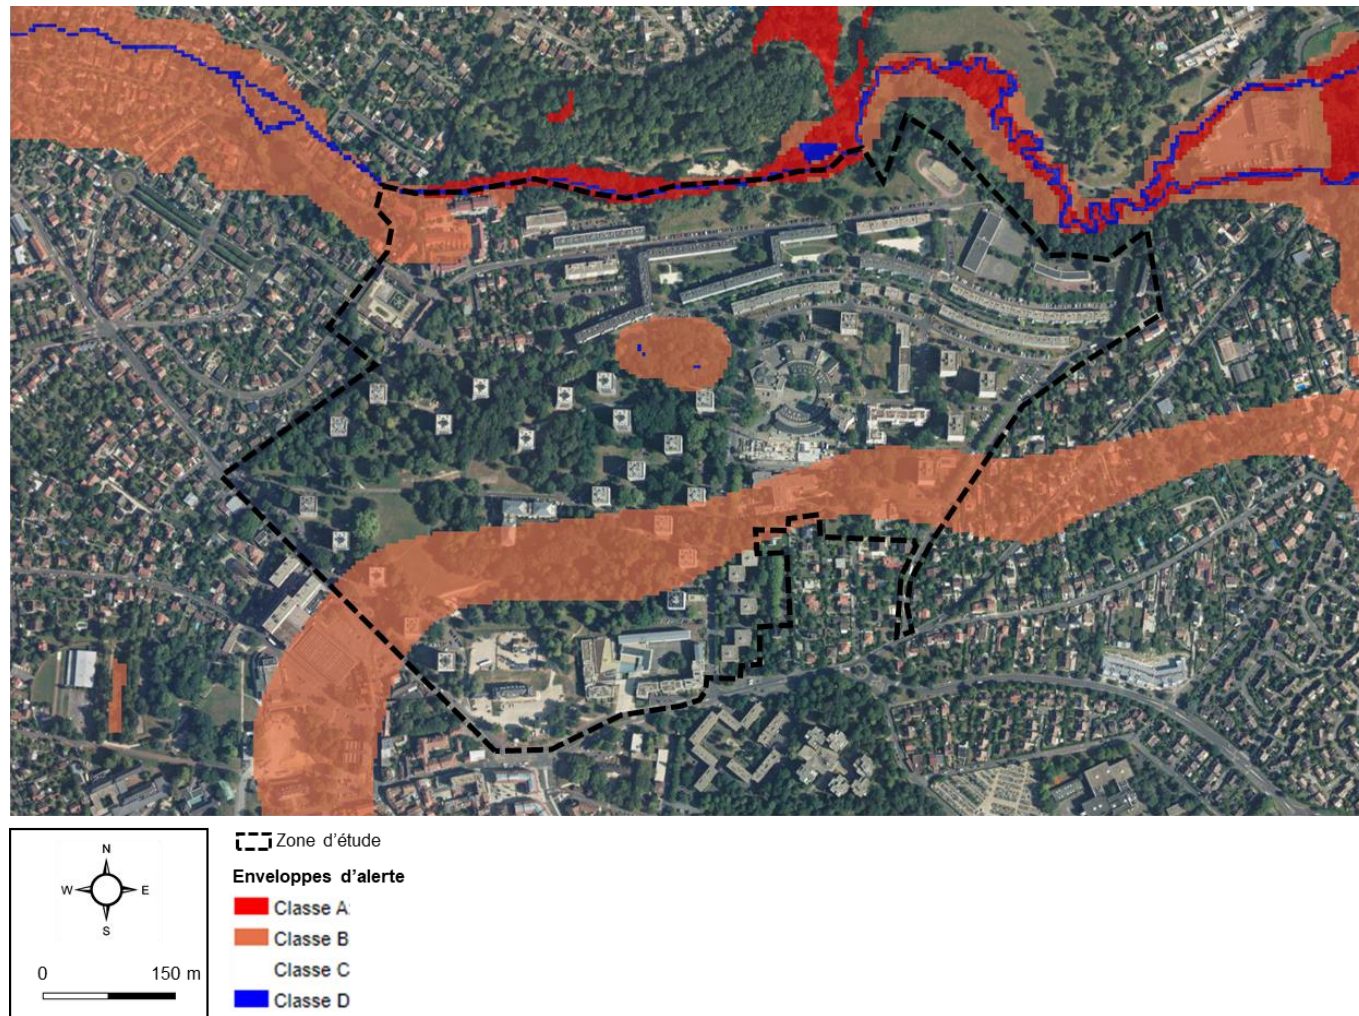 Zone d'étude
Enveloppes d'alerte
Classe A
Classe B
Classe C
Classe D
N
W E
S
0 150 m